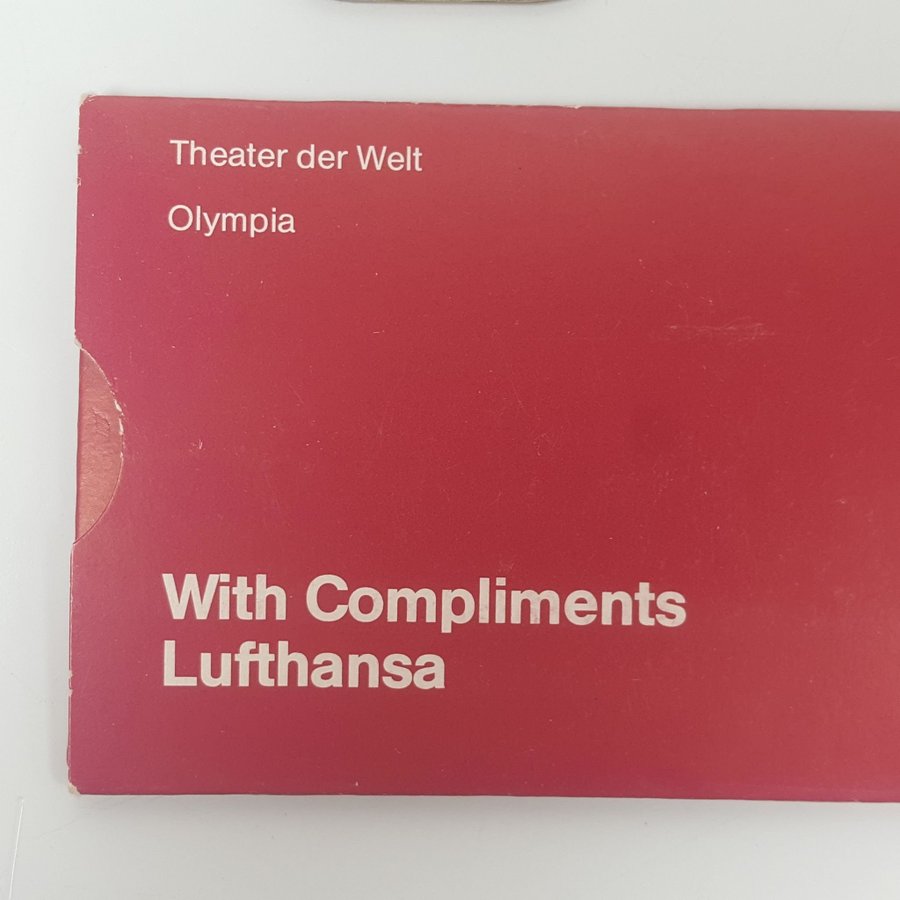 Theater der Welt
Olympia
With Compliments
Lufthansa